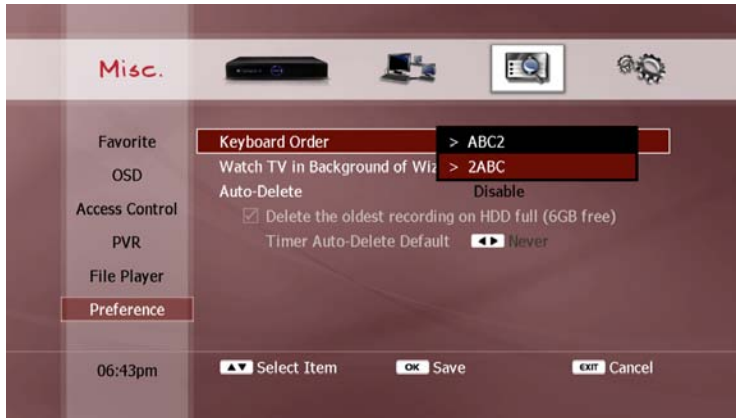 Misc.
Favorite
OSD
Access Control
PVR
File Player
Preference
06:43pm
Keyboard Order
> ABC2
> 2ABC
Watch TV in Background of Wiz
Auto-Delete Disable
Delete the oldest recording on HDD full (6GB free)
Timer Auto-Delete Default Never
Select Item OK Save EXIT Cancel